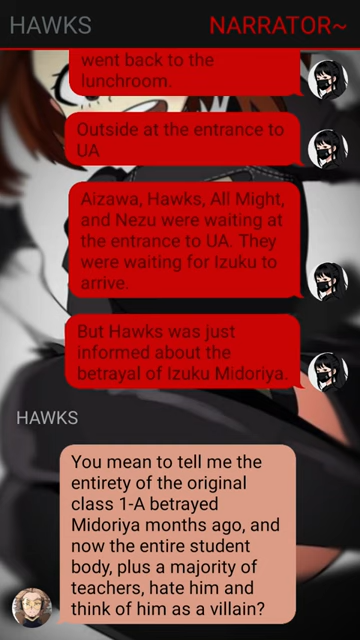 HAWKS
NARRATOR~
went back to the
lunchroom.
Outside at the entrance to
UA
Aizawa, Hawks, All Might,
and Nezu were waiting at
the entrance to UA. They
were waiting for Izuku to
arrive.
But Hawks was just
informed about the
betrayal of Izuku Midoriya.
HAWKS
You mean to tell me the
entirety of the original
class 1-A betrayed
Midoriya months ago, and
now the entire student
body, plus a majority of
teachers, hate him and
think of him as a villain?